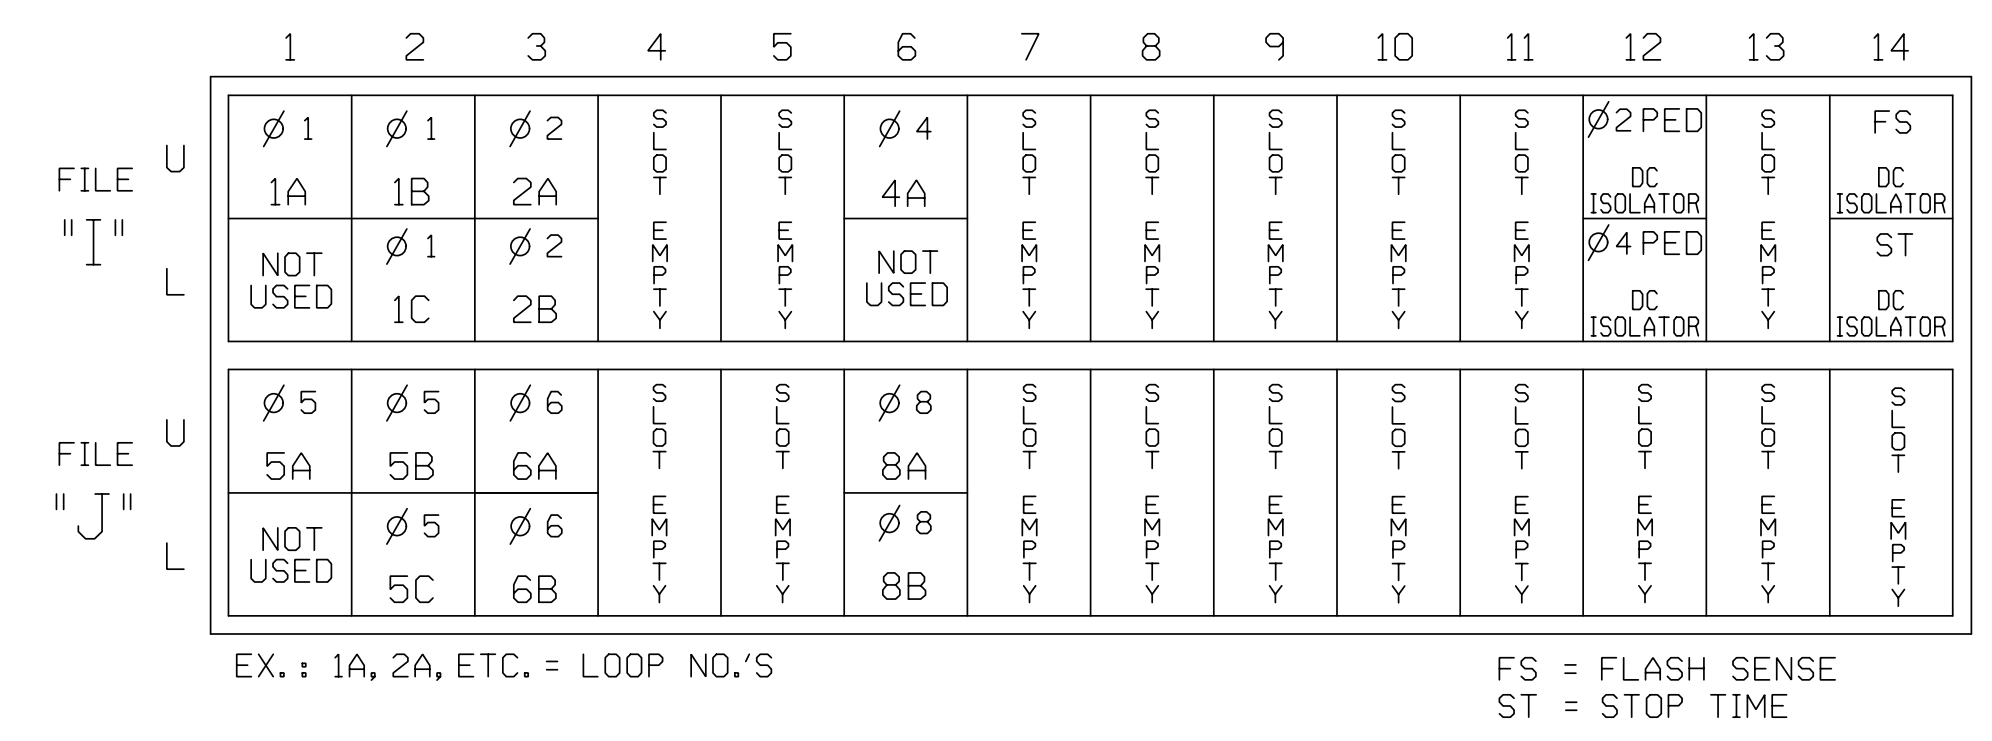 1 2 3 4 5 6 7 8 9 10 11 12 13 14
FILE "I"
U
Ø 1 1A
Ø 1 1B
Ø 2 2A
SLOT EMPTY
SLOT EMPTY
Ø 4 4A
SLOT EMPTY
SLOT EMPTY
SLOT EMPTY
SLOT EMPTY
SLOT EMPTY
Ø2 PED DC ISOLATOR
SLOT EMPTY
FS DC ISOLATOR
L
NOT USED
Ø 1 1C
Ø 2 2B
NOT USED
Ø4 PED DC ISOLATOR
ST DC ISOLATOR
FILE "J"
U
Ø 5 5A
Ø 5 5B
Ø 6 6A
SLOT EMPTY
SLOT EMPTY
Ø 8 8A
SLOT EMPTY
SLOT EMPTY
SLOT EMPTY
SLOT EMPTY
SLOT EMPTY
SLOT EMPTY
SLOT EMPTY
SLOT EMPTY
L
NOT USED
Ø 5 5C
Ø 6 6B
Ø 8 8B
EX.: 1A, 2A, ETC. = LOOP NO.'S
FS = FLASH SENSE
ST = STOP TIME